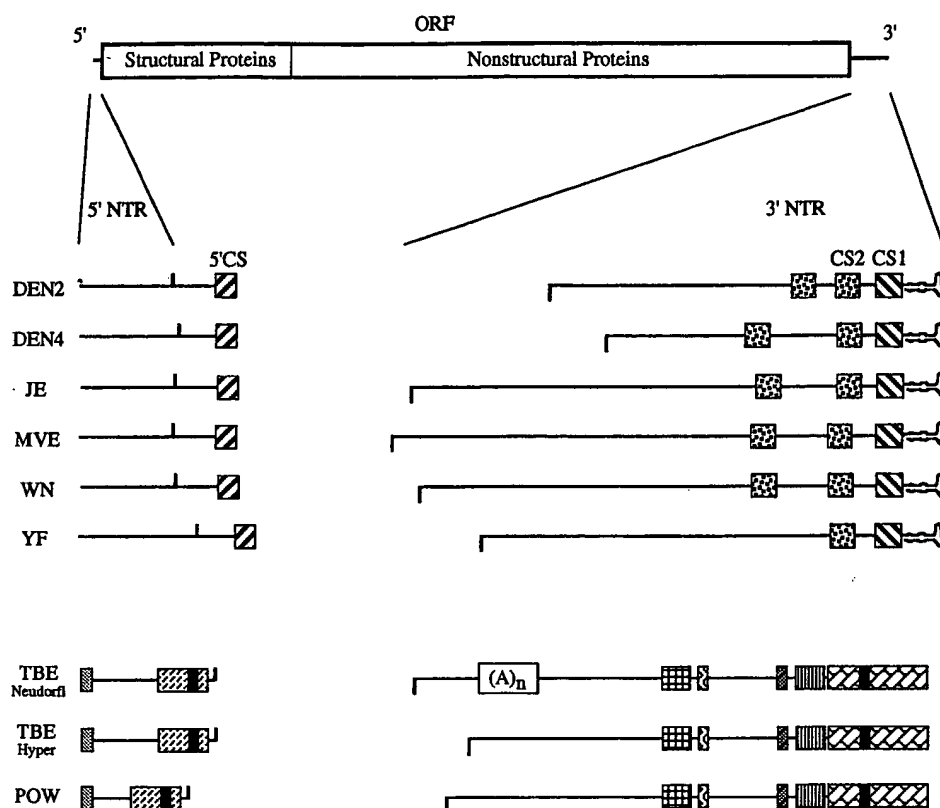 ORF
5'
3'
Structural Proteins
Nonstructural Proteins
5' NTR
3' NTR
5'CS
CS2 CS1
DEN2
DEN4
JE
MVE
WN
YF
TBE
Neudorfl
(A)n
TBE
Hyper
POW